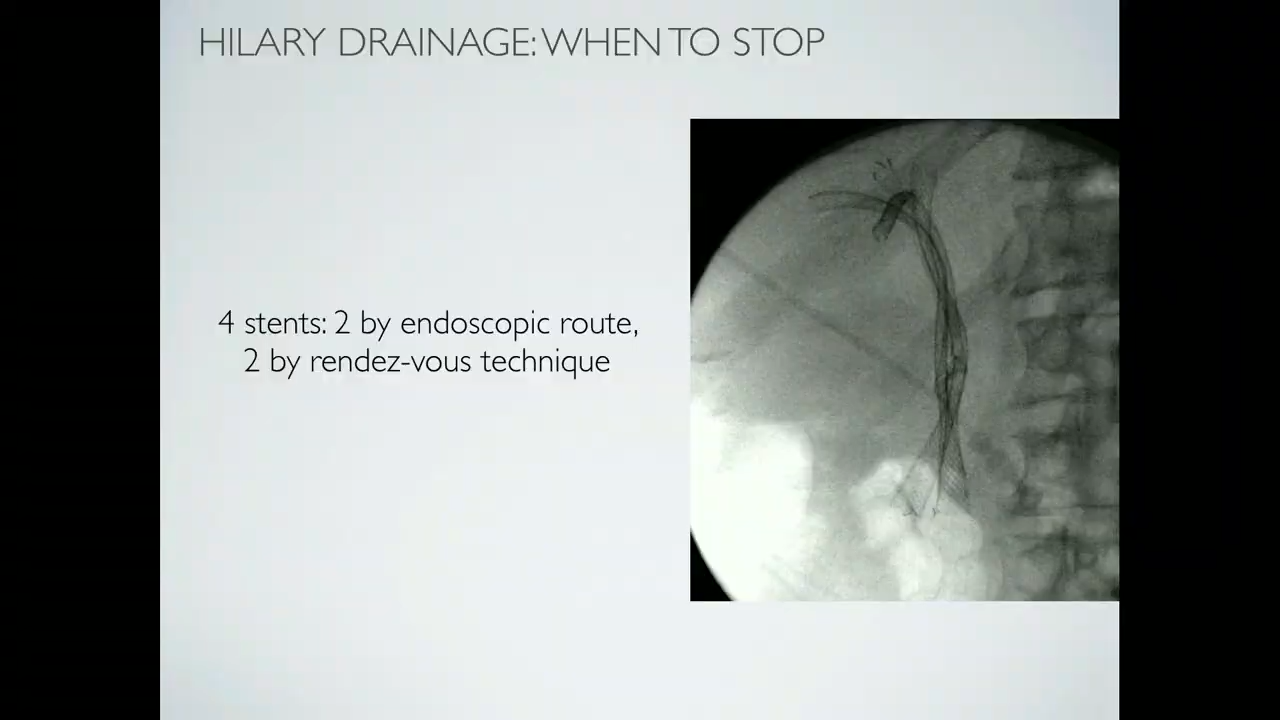 HILARY DRAINAGE: WHEN TO STOP
4 stents: 2 by endoscopic route,
2 by rendez-vous technique